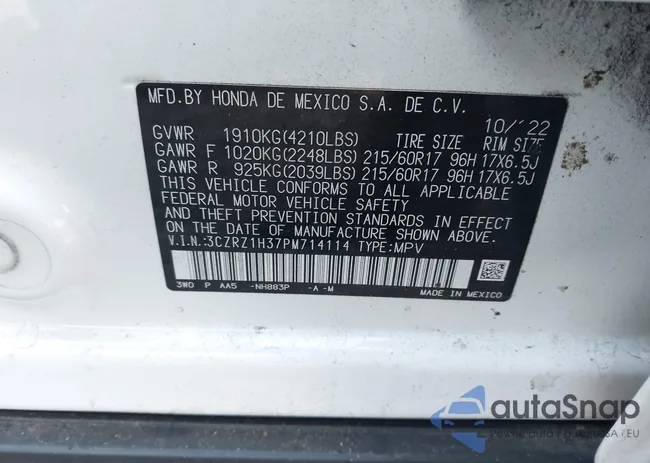 MFD.BY HONDA DE MEXICO S.A. DE C.V.
10/'22
GVWR 1910KG(4210LBS) TIRE SIZE RIM SIZE
GAWR F 1020KG(2248LBS) 215/60R17 96H 17X6.5J
GAWR R 925KG(2039LBS) 215/60R17 96H 17X6.5J
THIS VEHICLE CONFORMS TO ALL APPLICABLE
FEDERAL MOTOR VEHICLE SAFETY
AND THEFT PREVENTION STANDARDS IN EFFECT
ON THE DATE OF MANUFACTURE SHOWN ABOVE.
V.I.N.:3CZRZ1H37PM714114 TYPE:MPV
3WO P AA5 -NH883P -A -M
MADE IN MEXICO
autoSnap